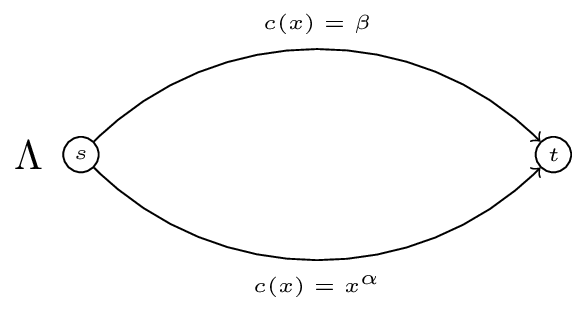 c(x) = β
Λ s t
c(x) = x^α